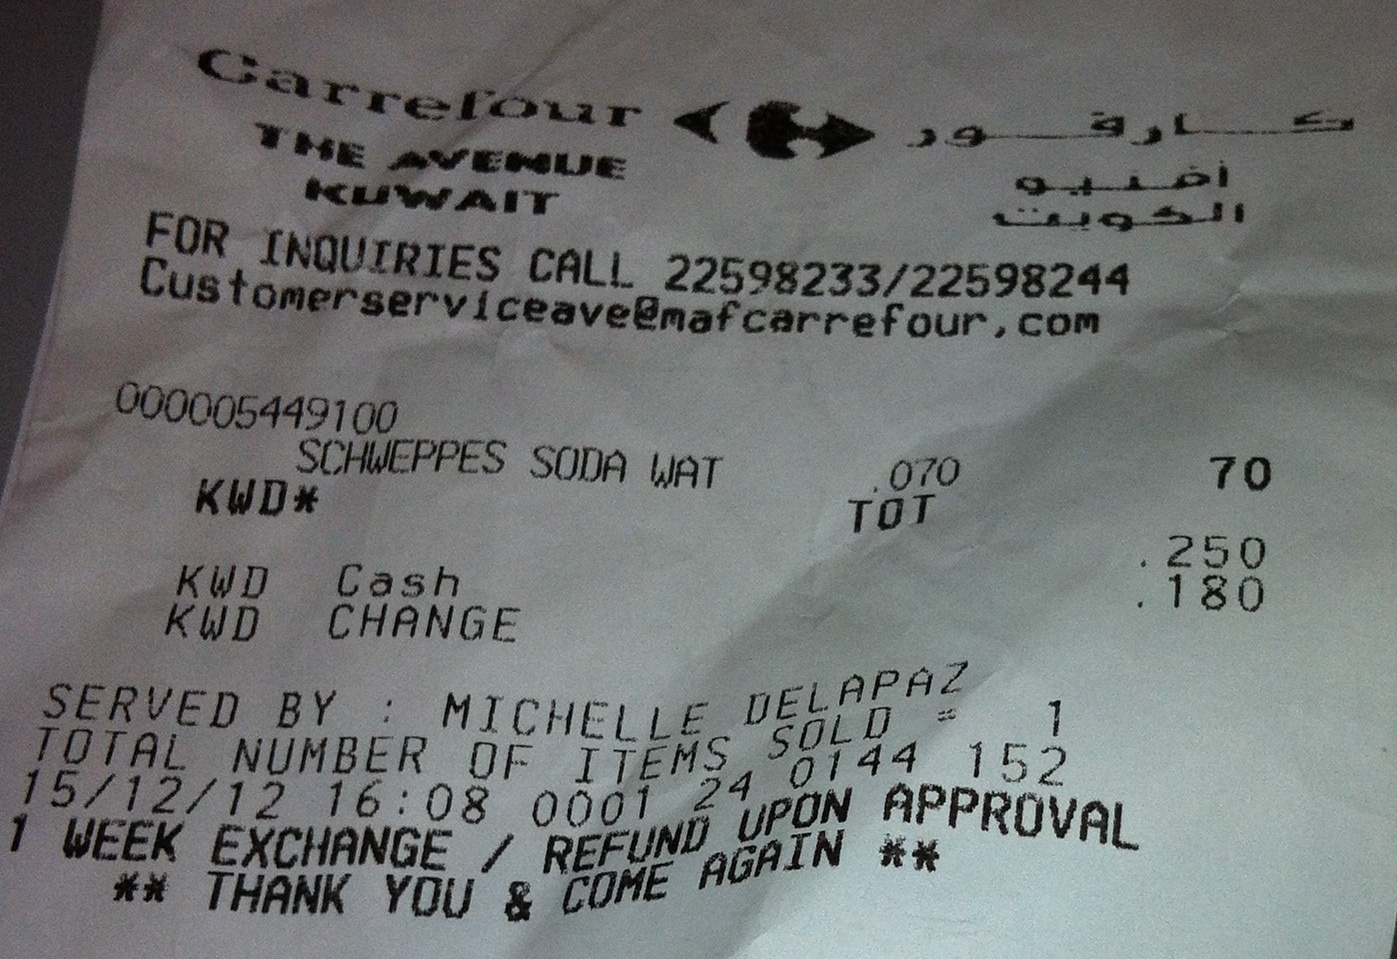 Carrefour كارفور
THE AVENUE أفنيو
KUWAIT الكويت
FOR INQUIRIES CALL 22598233/22598244
Customerserviceave@mafcarrefour.com
000005449100
SCHWEPPES SODA WAT .070
KWD* TOT 70
KWD Cash .250
KWD CHANGE .180
SERVED BY : MICHELLE DELAPAZ
TOTAL NUMBER OF ITEMS SOLD = 1
15/12/12 16:08 0001 24 0144 152
1 WEEK EXCHANGE / REFUND UPON APPROVAL
** THANK YOU & COME AGAIN **